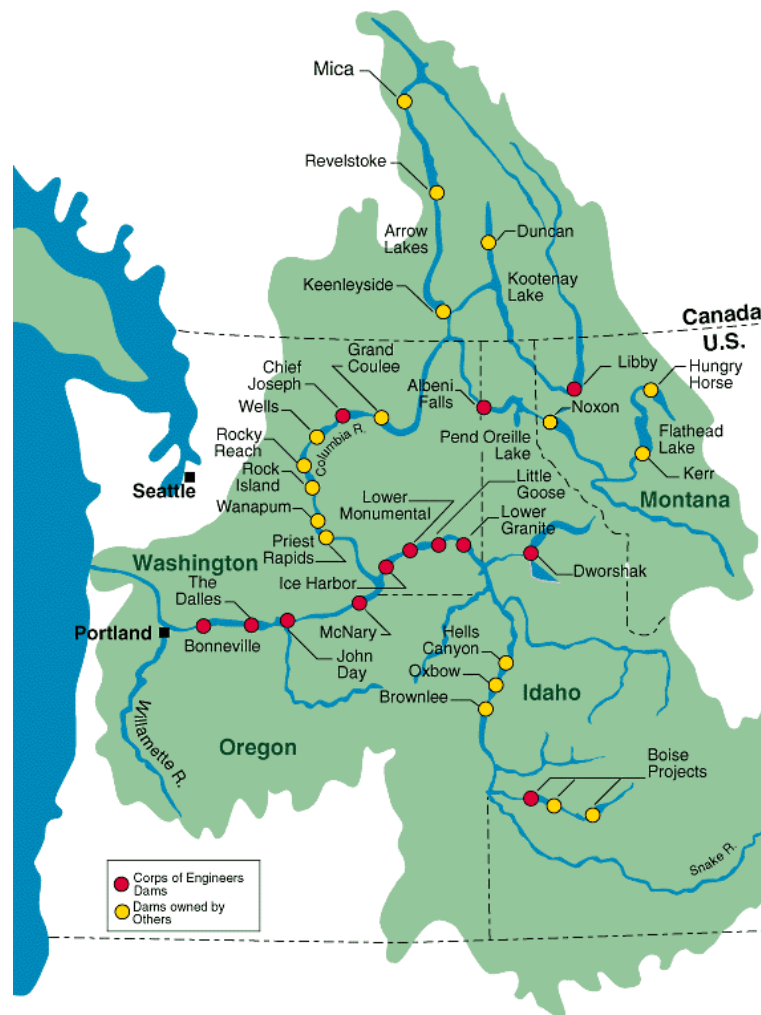 Mica
Revelstoke
Arrow
Lakes
Duncan
Keenleyside
Kootenay
Lake
Canada
U.S.
Grand
Coulee
Chief
Joseph
Albeni
Falls
Libby
Hungry
Horse
Wells
Columbia R.
Noxon
Rocky
Reach
Pend Oreille
Lake
Flathead
Lake
Rock
Island
Little
Goose
Kerr
Seattle
Lower
Monumental
Montana
Wanapum
Lower
Granite
Priest
Rapids
Washington
Ice Harbor
Dworshak
The
Dalles
Portland
Bonneville
McNary
John
Day
Hells
Canyon
Oxbow
Brownlee
Idaho
Willamette R.
Oregon
Boise
Projects
Snake R.
Corps of Engineers
Dams
Dams owned by
Others